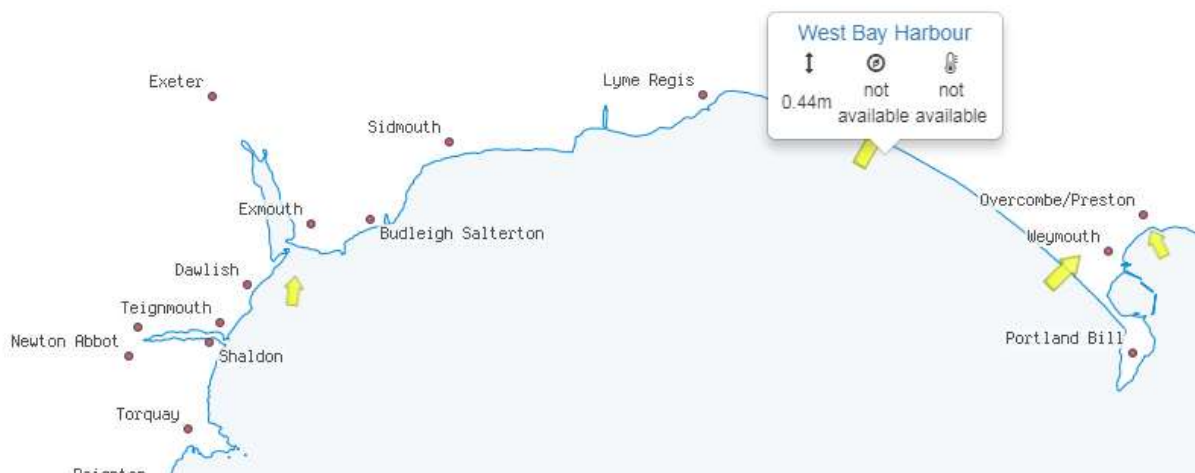 West Bay Harbour
0.44m
not available
not available
Exeter
Lyme Regis
Sidmouth
Overcombe/Preston
Exmouth
Budleigh Salterton
Weymouth
Dawlish
Teignmouth
Newton Abbot
Shaldon
Portland Bill
Torquay
Paignton